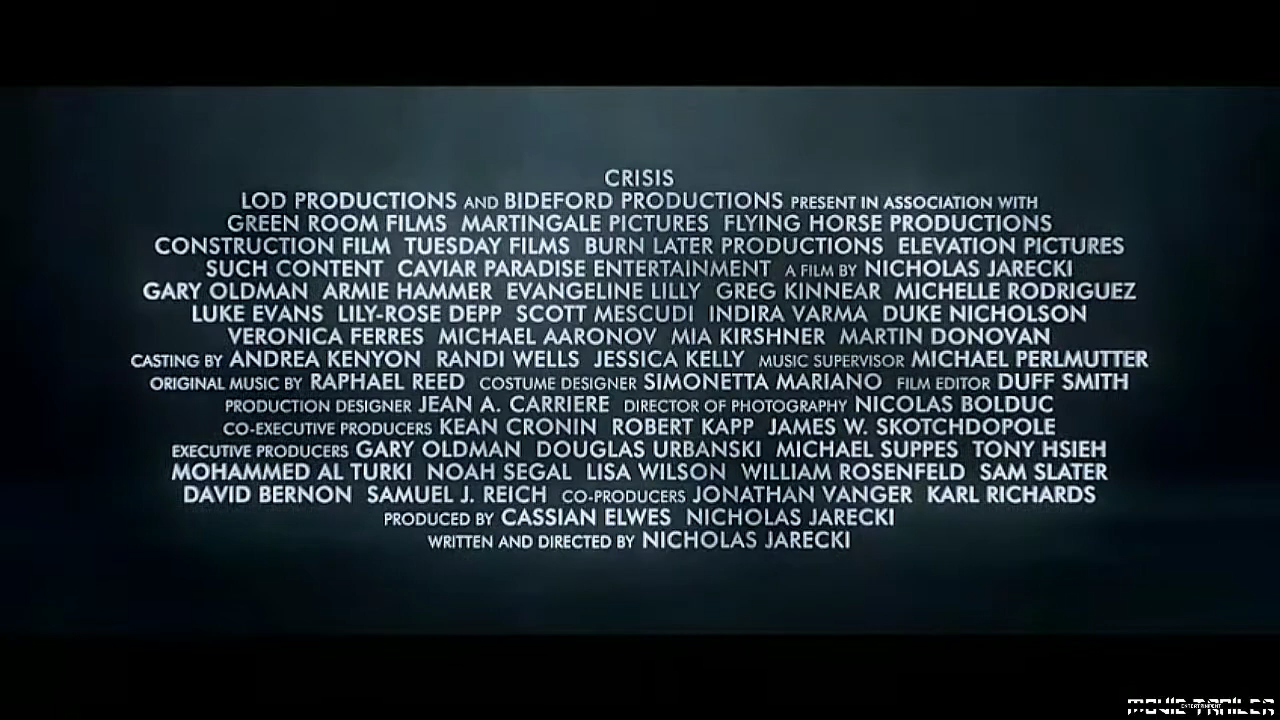 CRISIS
LOD PRODUCTIONS AND BIDEFORD PRODUCTIONS PRESENT IN ASSOCIATION WITH
GREEN ROOM FILMS MARTINGALE PICTURES FLYING HORSE PRODUCTIONS
CONSTRUCTION FILM TUESDAY FILMS BURN LATER PRODUCTIONS ELEVATION PICTURES
SUCH CONTENT CAVIAR PARADISE ENTERTAINMENT A FILM BY NICHOLAS JARECKI
GARY OLDMAN ARMIE HAMMER EVANGELINE LILLY GREG KINNEAR MICHELLE RODRIGUEZ
LUKE EVANS LILY-ROSE DEPP SCOTT MESCUDI INDIRA VARMA DUKE NICHOLSON
VERONICA FERRES MICHAEL AARONOV MIA KIRSHNER MARTIN DONOVAN
CASTING BY ANDREA KENYON RANDI WELLS JESSICA KELLY MUSIC SUPERVISOR MICHAEL PERLMUTTER
ORIGINAL MUSIC BY RAPHAEL REED COSTUME DESIGNER SIMONETTA MARIANO FILM EDITOR DUFF SMITH
PRODUCTION DESIGNER JEAN A. CARRIERE DIRECTOR OF PHOTOGRAPHY NICOLAS BOLDUC
CO-EXECUTIVE PRODUCERS KEAN CRONIN ROBERT KAPP JAMES W. SKOTCHDOPOLE
EXECUTIVE PRODUCERS GARY OLDMAN DOUGLAS URBANSKI MICHAEL SUPPES TONY HSIEH
MOHAMMED AL TURKI NOAH SEGAL LISA WILSON WILLIAM ROSENFELD SAM SLATER
DAVID BERNON SAMUEL J. REICH CO-PRODUCERS JONATHAN VANGER KARL RICHARDS
PRODUCED BY CASSIAN ELWES NICHOLAS JARECKI
WRITTEN AND DIRECTED BY NICHOLAS JARECKI
MOVIE TRAILER
ENTERTAINMENT